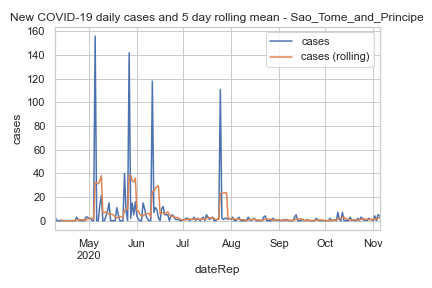 New COVID-19 daily cases and 5 day rolling mean - Sao_Tome_and_Principe
cases
cases (rolling)
160
140
120
100
80
60
40
20
0
cases
May
2020
Jun
Jul
Aug
Sep
Oct
Nov
dateRep